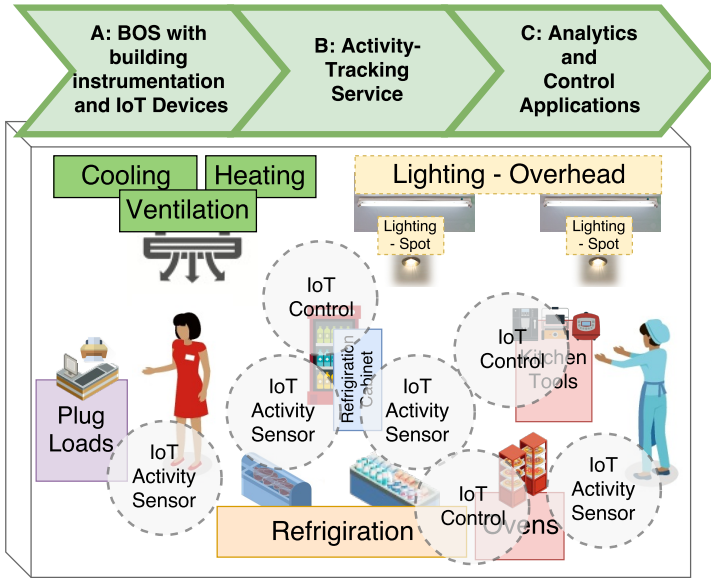 A: BOS with
building
instrumentation
and IoT Devices
B: Activity-
Tracking
Service
C: Analytics
and
Control
Applications
Cooling
Heating
Ventilation
Lighting - Overhead
Lighting
- Spot
Lighting
- Spot
IoT
Control
Refrigiration
Cabinet
IoT
Control
Kitchen
Tools
Plug
Loads
IoT
Activity
Sensor
IoT
Activity
Sensor
IoT
Activity
Sensor
IoT
Control
Ovens
IoT
Activity
Sensor
Refrigiration